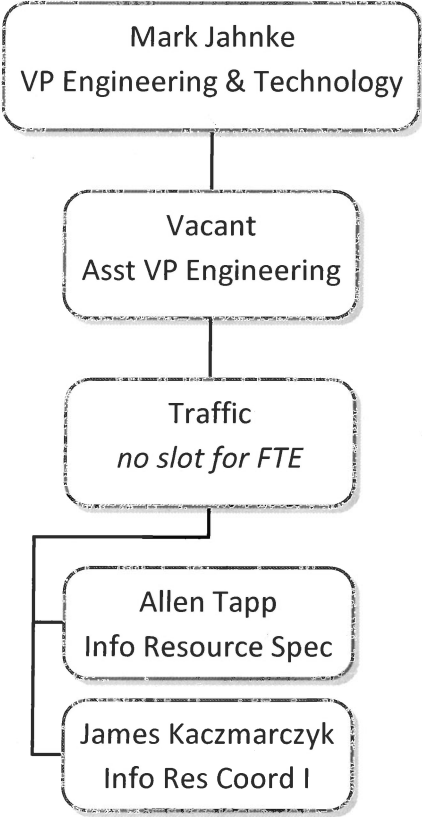 Mark Jahnke
VP Engineering & Technology
Vacant
Asst VP Engineering
Traffic
no slot for FTE
Allen Tapp
Info Resource Spec
James Kaczmarczyk
Info Res Coord I